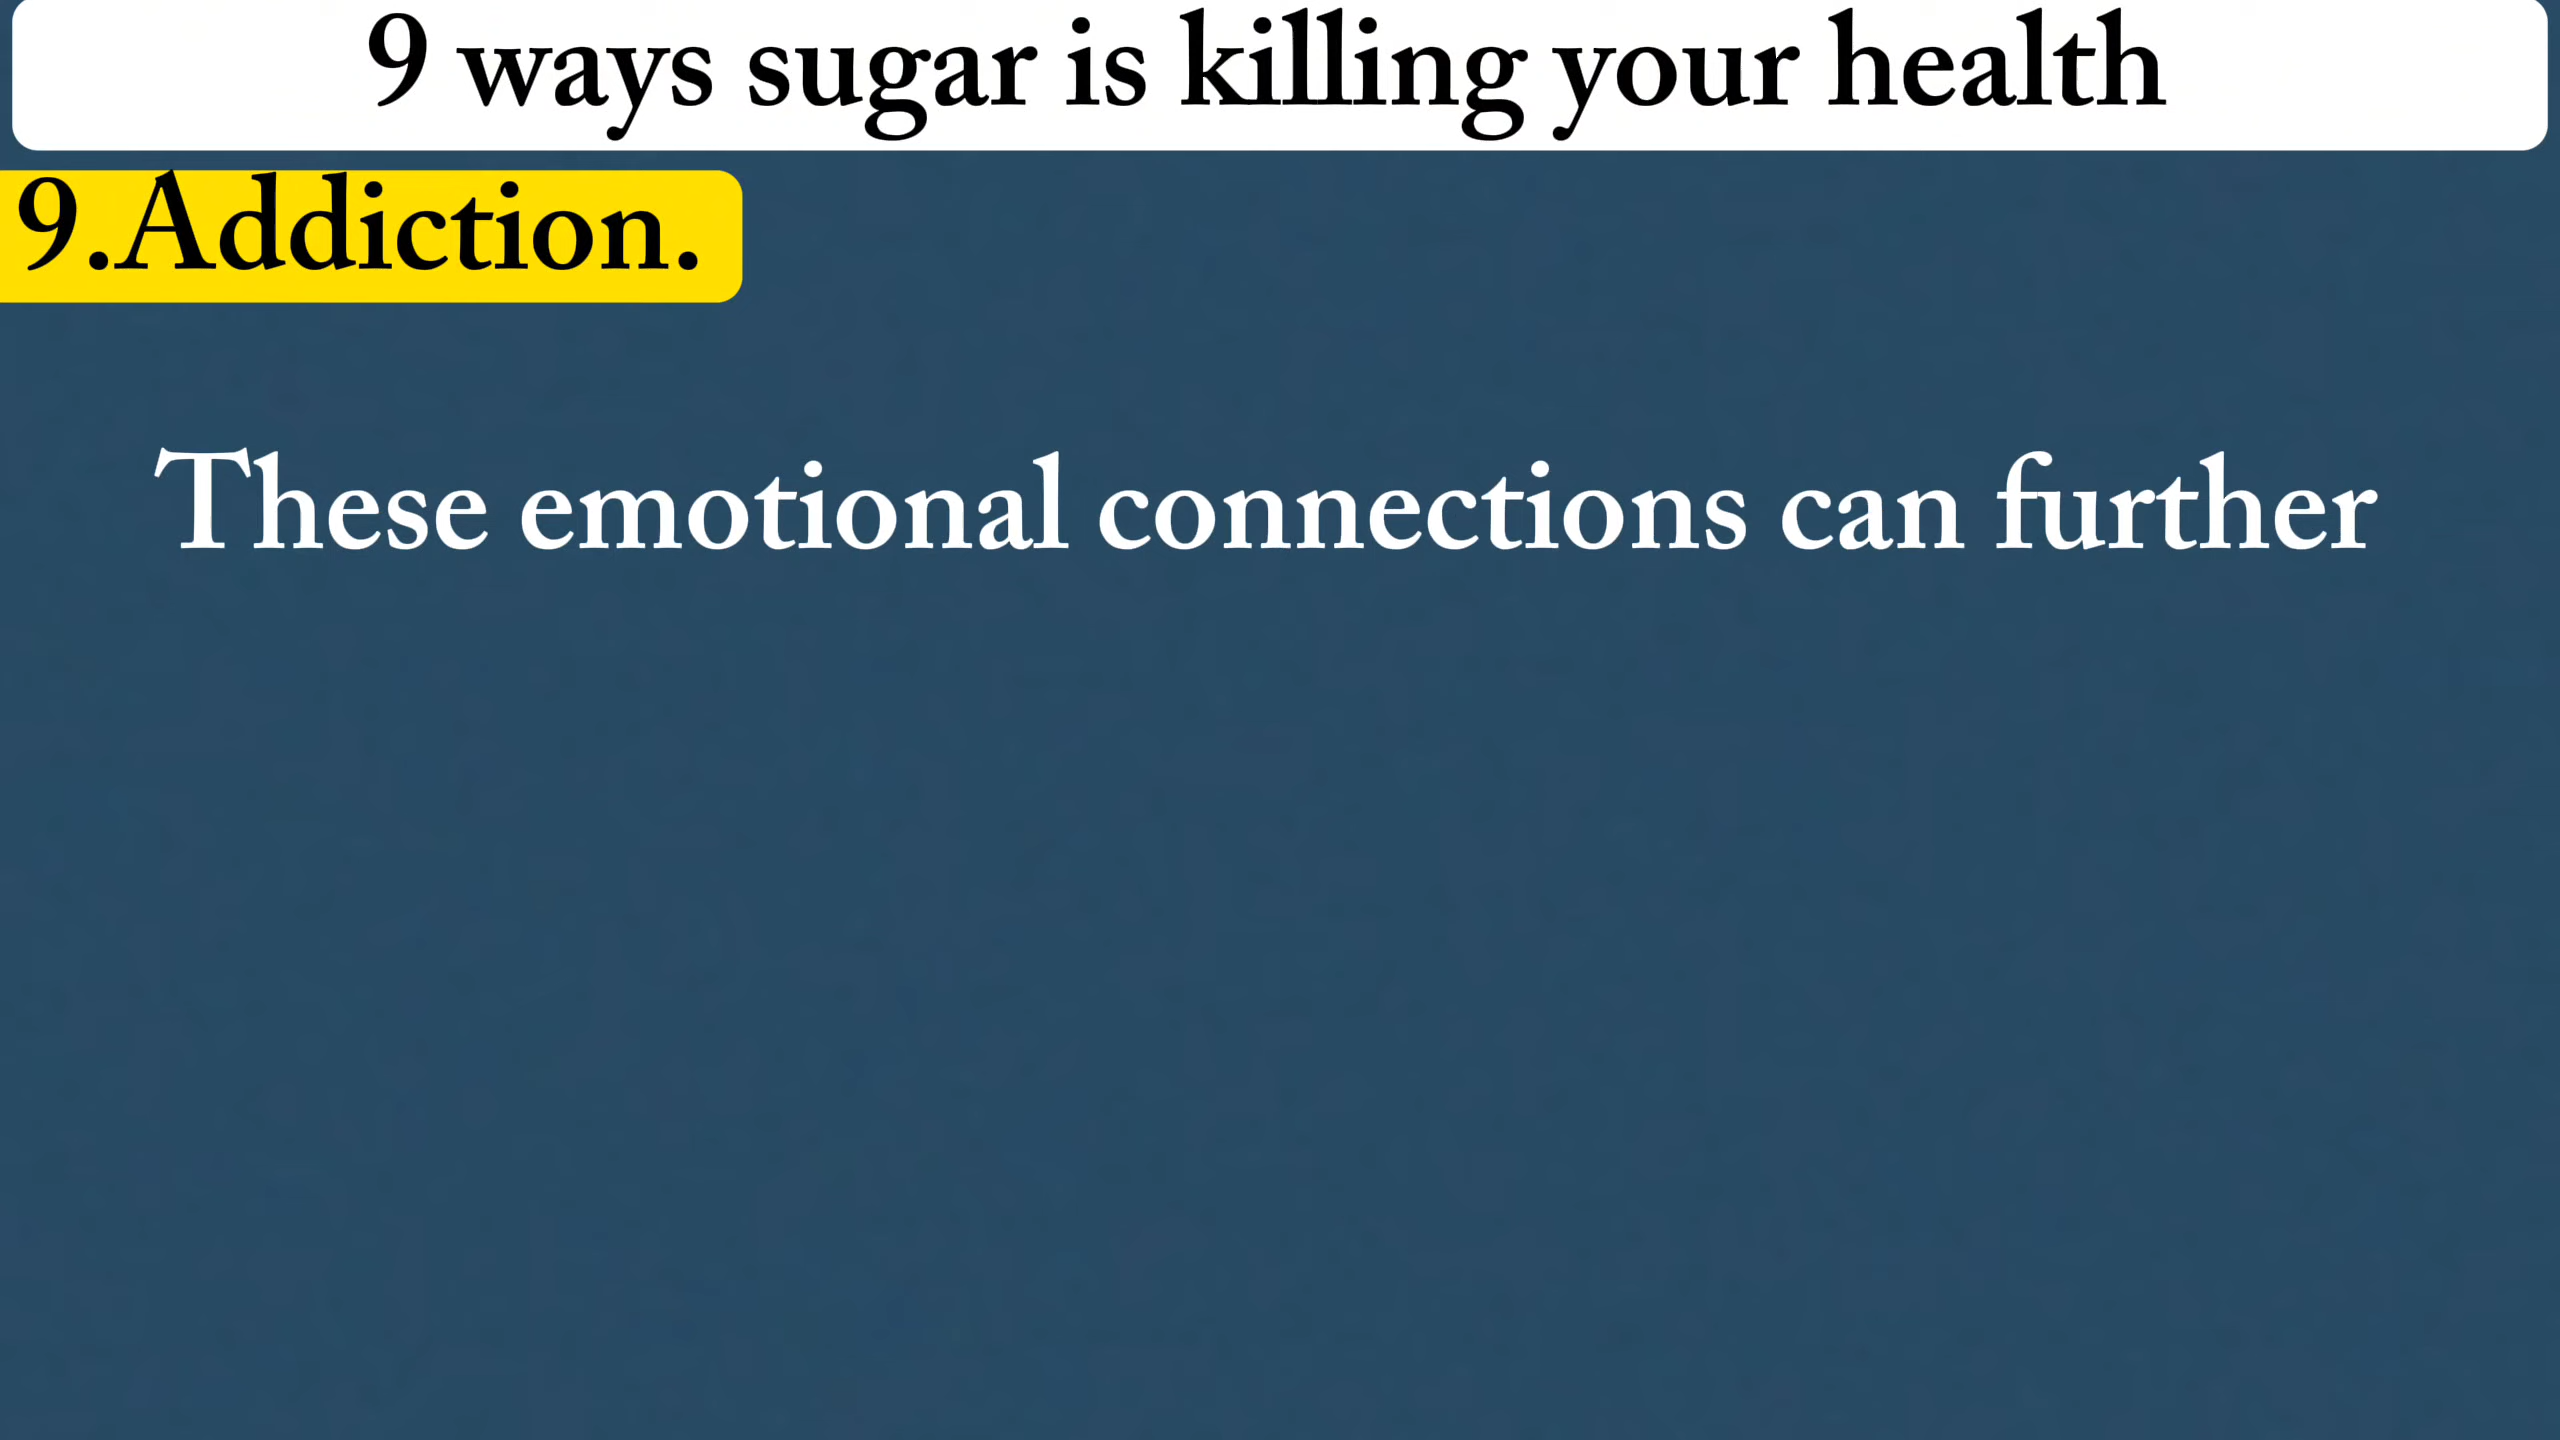 9 ways sugar is killing your health
9.Addiction.
These emotional connections can further